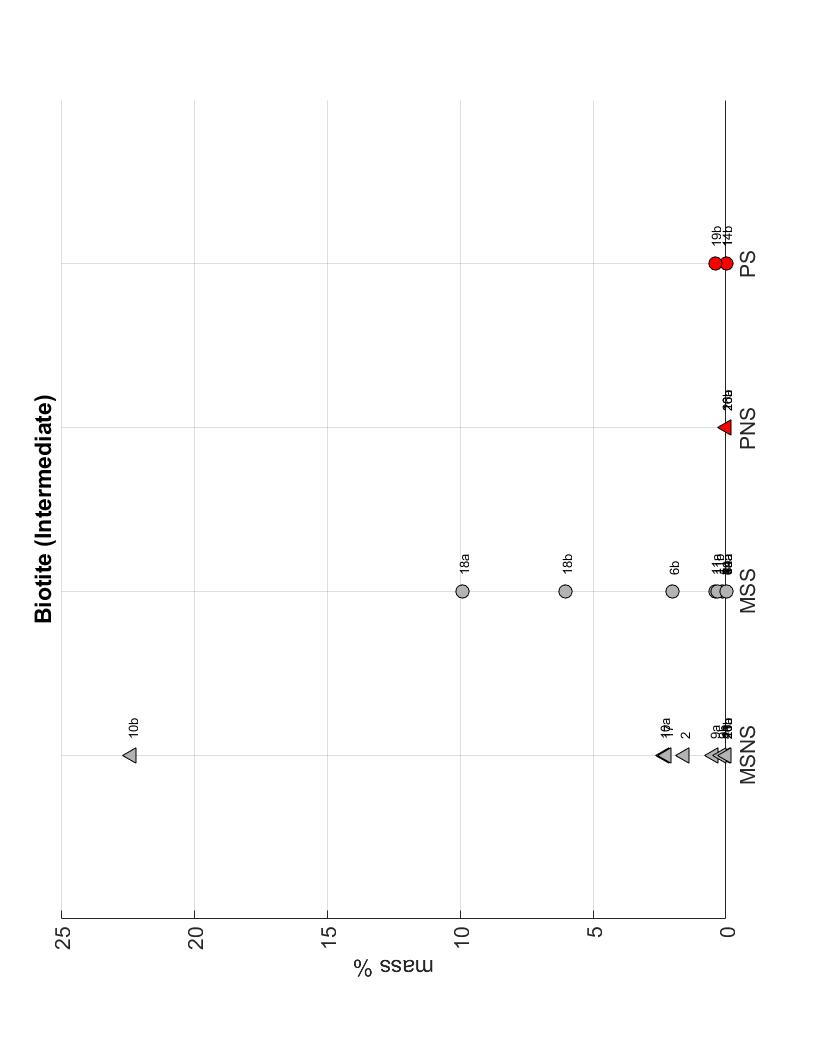 Biotite (Intermediate)
mass %
25
20
15
10
5
0
10b
17
2
9a
18a
18b
6b
19b
14b
MSNS
MSS
PNS
PS